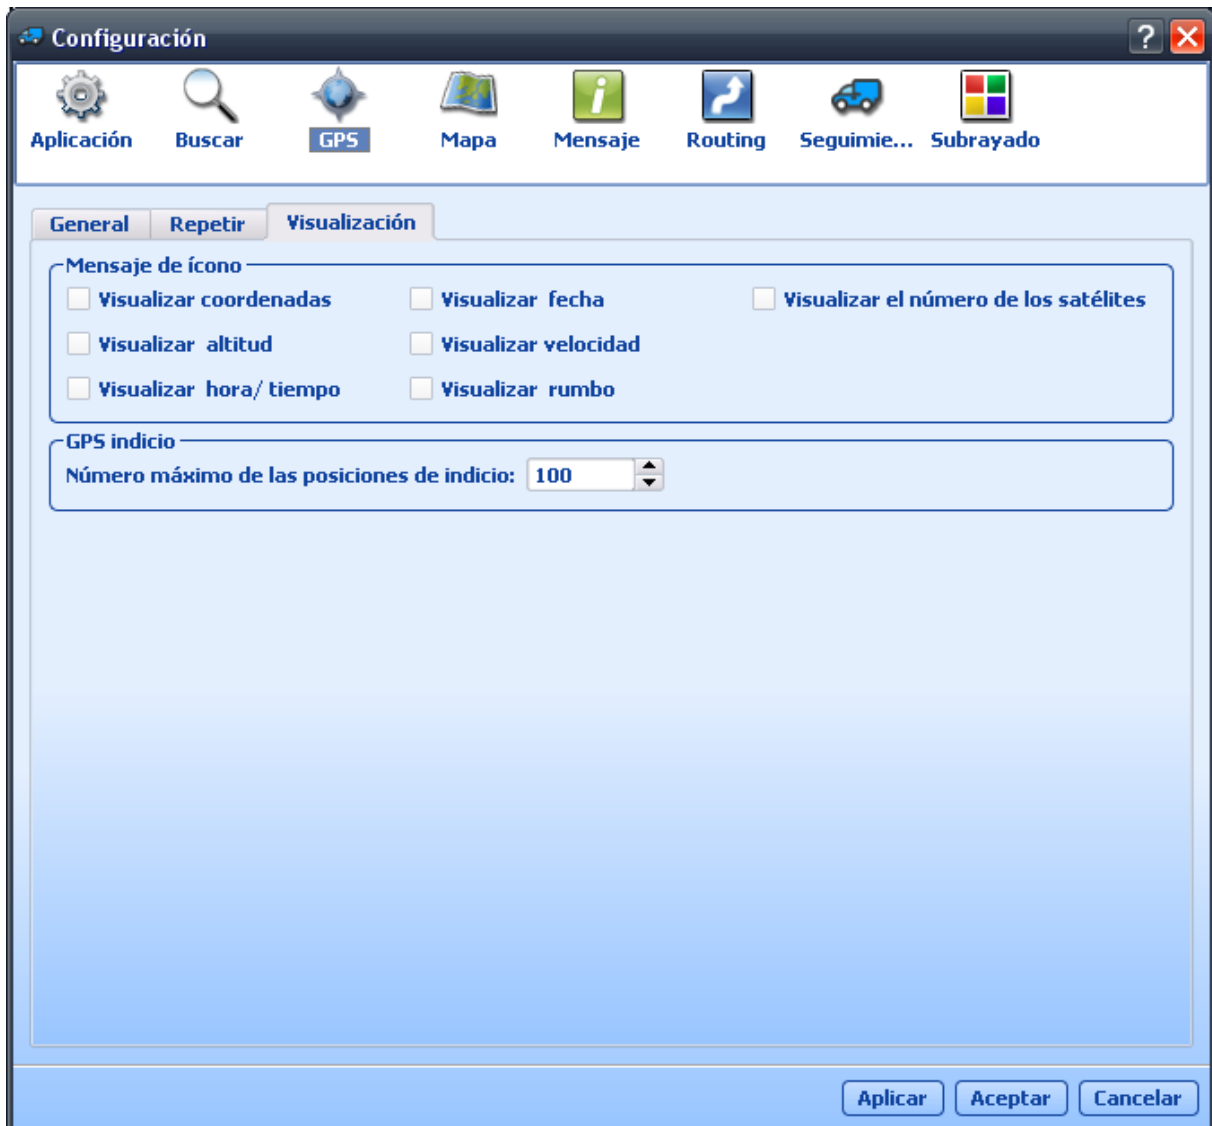 Configuración
Aplicación Buscar GPS Mapa Mensaje Routing Seguimie... Subrayado
General Repetir Visualización
Mensaje de ícono
Visualizar coordenadas Visualizar fecha Visualizar el número de los satélites
Visualizar altitud Visualizar velocidad
Visualizar hora/ tiempo Visualizar rumbo
GPS indicio
Número máximo de las posiciones de indicio: 100
Aplicar Aceptar Cancelar